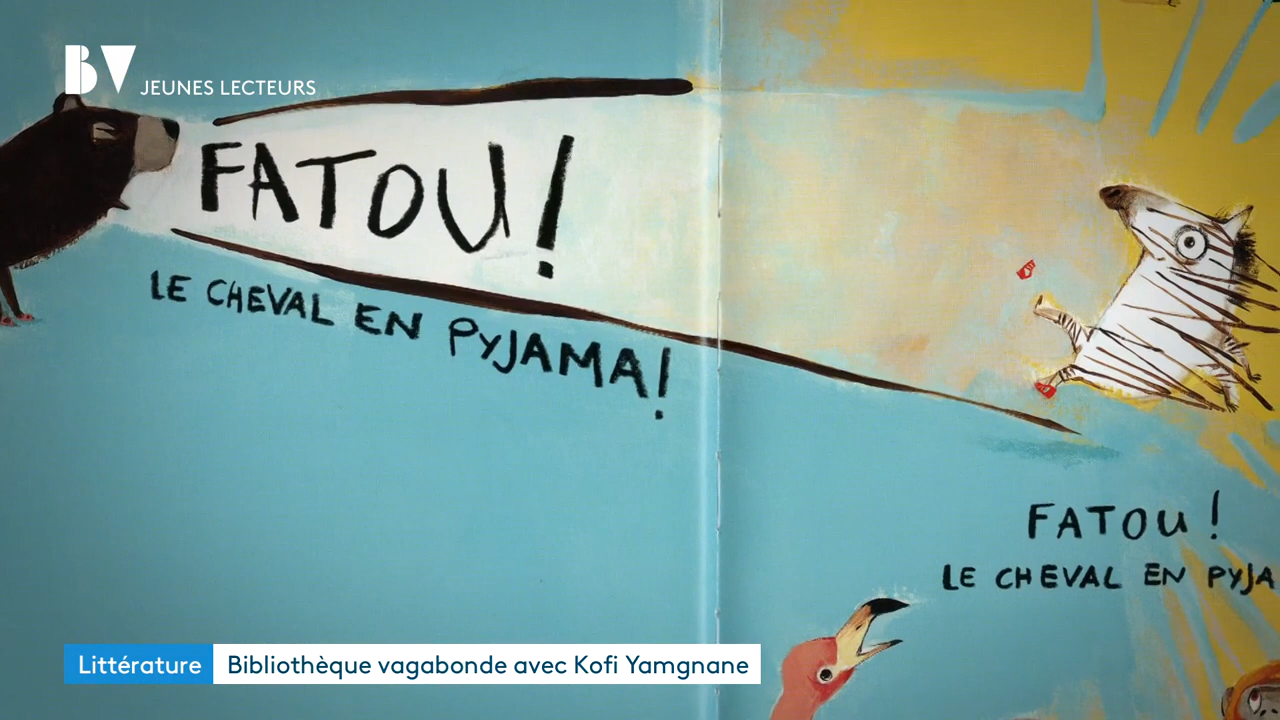 BV JEUNES LECTEURS
FATOU!
LE CHEVAL EN PYJAMA!
FATOU!
LE CHEVAL EN PYJA
Littérature Bibliothèque vagabonde avec Kofi Yamgnane